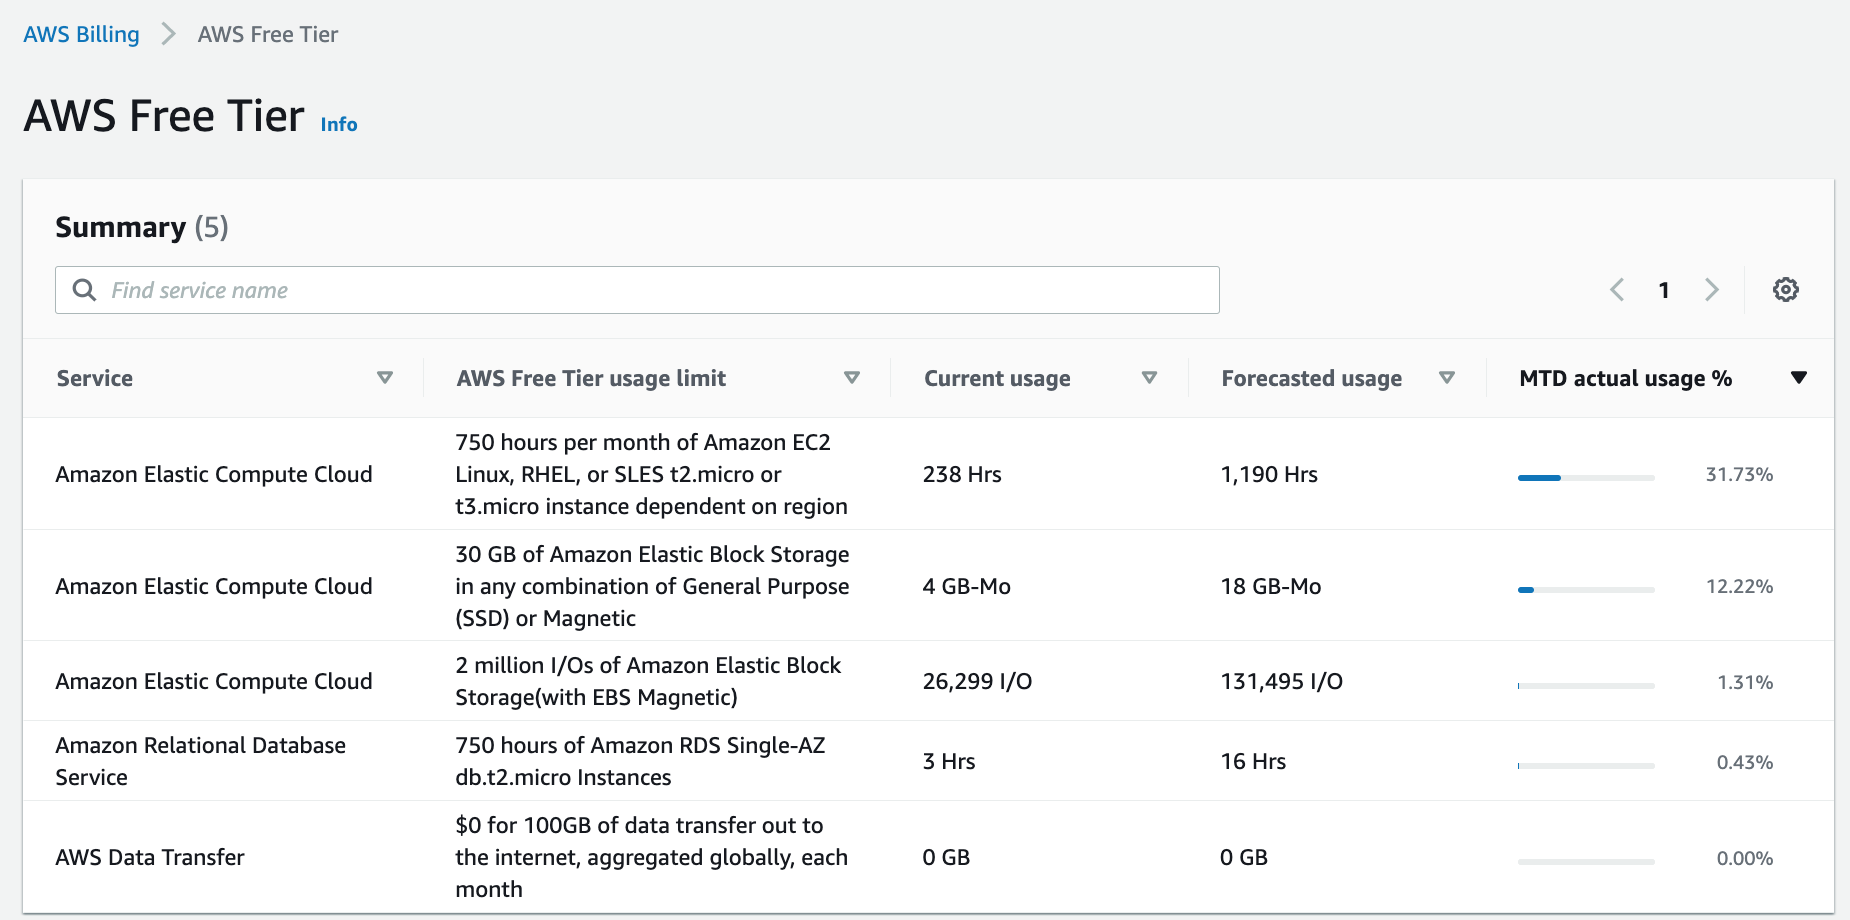 AWS Billing > AWS Free Tier
AWS Free Tier Info
Summary (5)
Find service name
1
Service AWS Free Tier usage limit Current usage Forecasted usage MTD actual usage %
750 hours per month of Amazon EC2
Amazon Elastic Compute Cloud Linux, RHEL, or SLES t2.micro or 238 Hrs 1,190 Hrs 31.73%
t3.micro instance dependent on region
30 GB of Amazon Elastic Block Storage
Amazon Elastic Compute Cloud in any combination of General Purpose 4 GB-Mo 18 GB-Mo 12.22%
(SSD) or Magnetic
2 million I/Os of Amazon Elastic Block
Amazon Elastic Compute Cloud 26,299 I/O 131,495 I/O 1.31%
Storage(with EBS Magnetic)
Amazon Relational Database 750 hours of Amazon RDS Single-AZ
3 Hrs 16 Hrs 0.43%
Service db.t2.micro Instances
$0 for 100GB of data transfer out to
AWS Data Transfer the internet, aggregated globally, each 0 GB 0 GB 0.00%
month